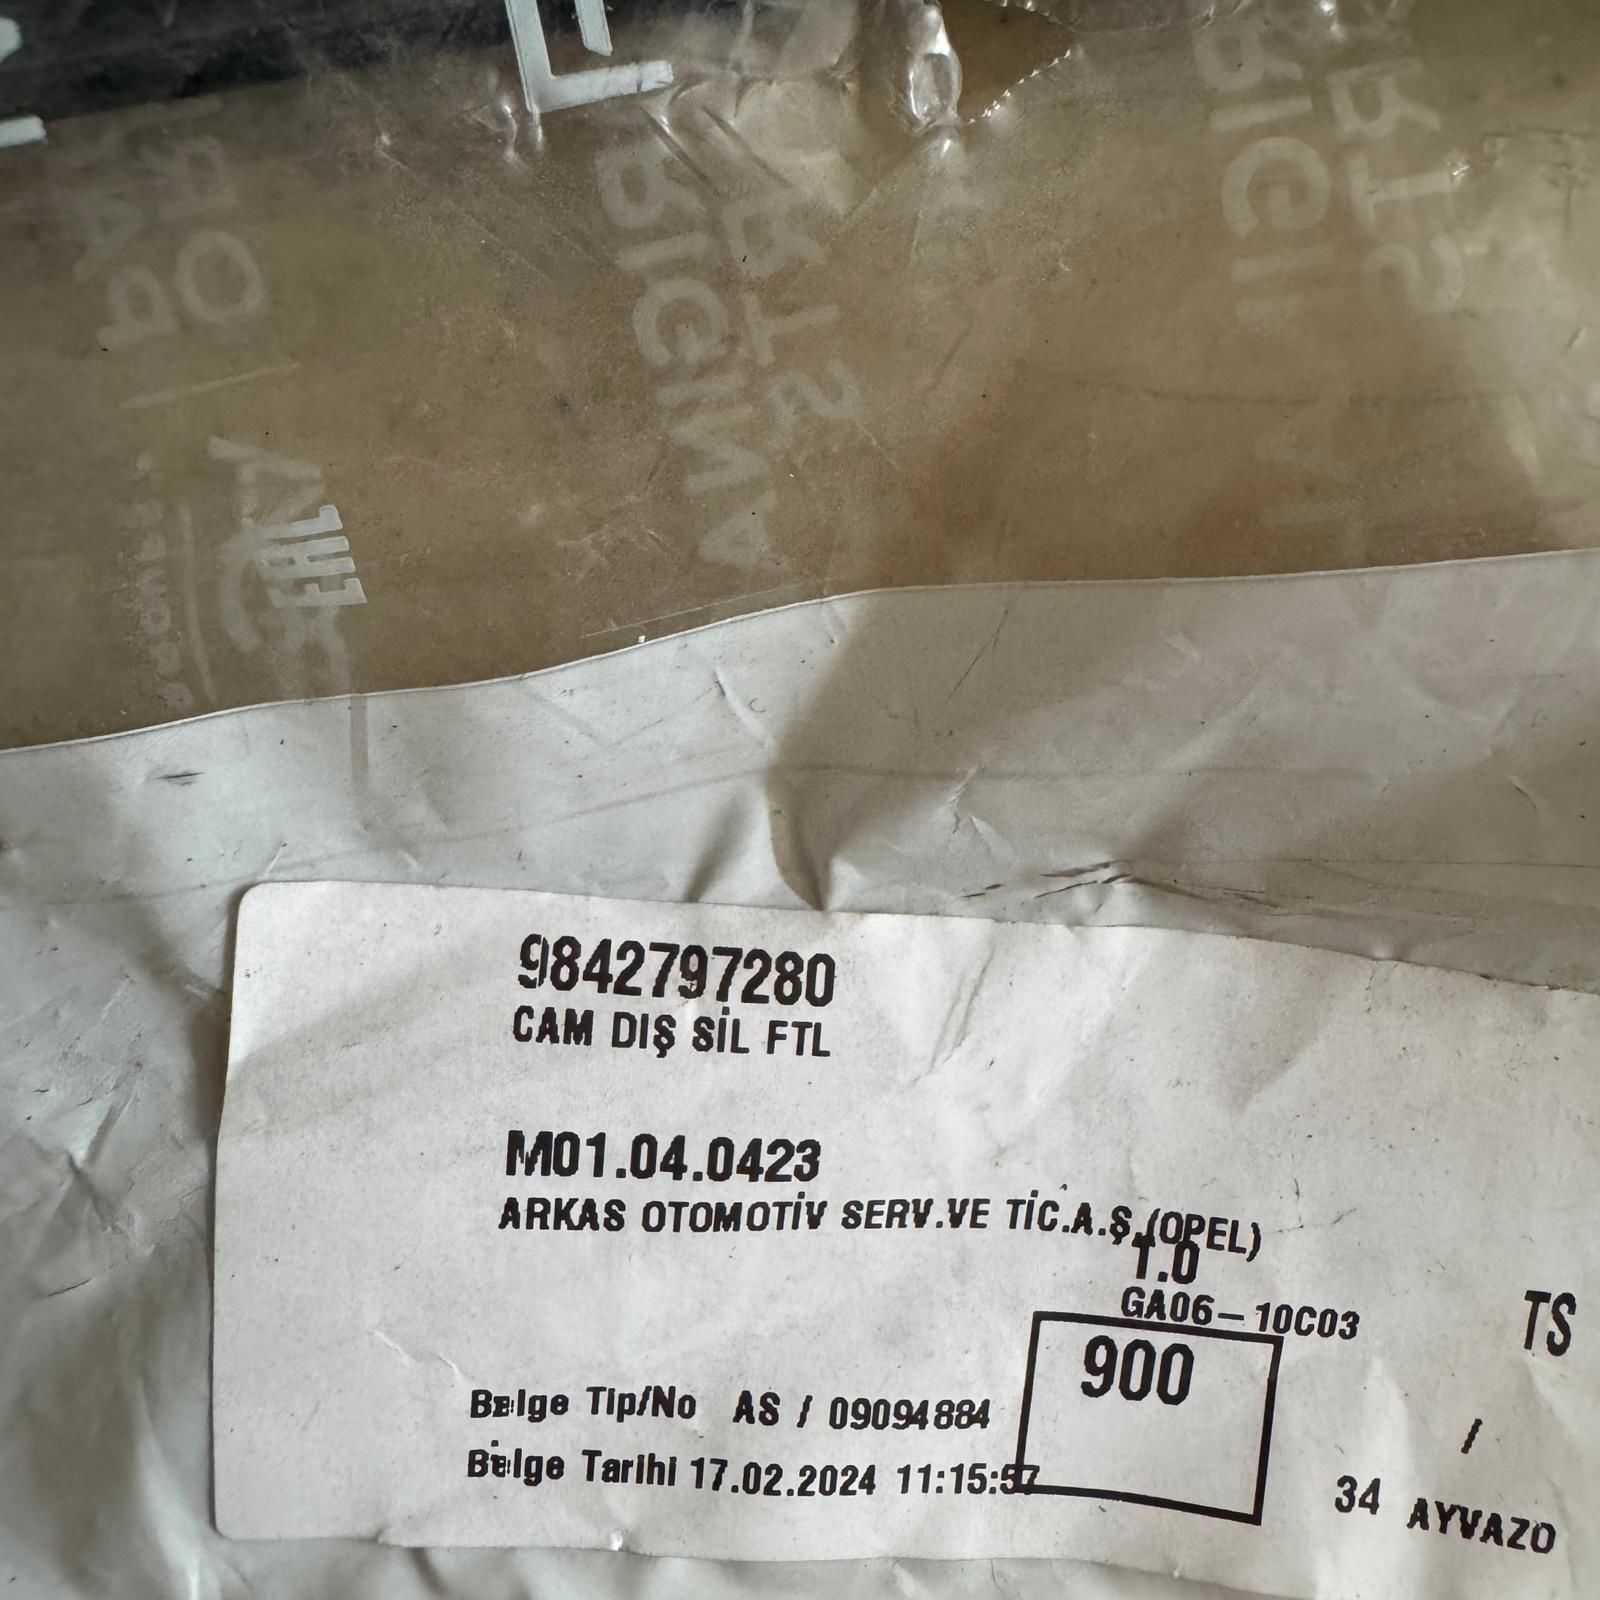 9842797280
CAM DIŞ SİL FTL
M01.04.0423
ARKAS OTOMOTİV SERV.VE TİC.A.Ş.(OPEL)
1.0
GA06-10C03
TS
900
Belge Tip/No AS / 09094884
/
Belge Tarihi 17.02.2024 11:15:57
34 AYVAZO